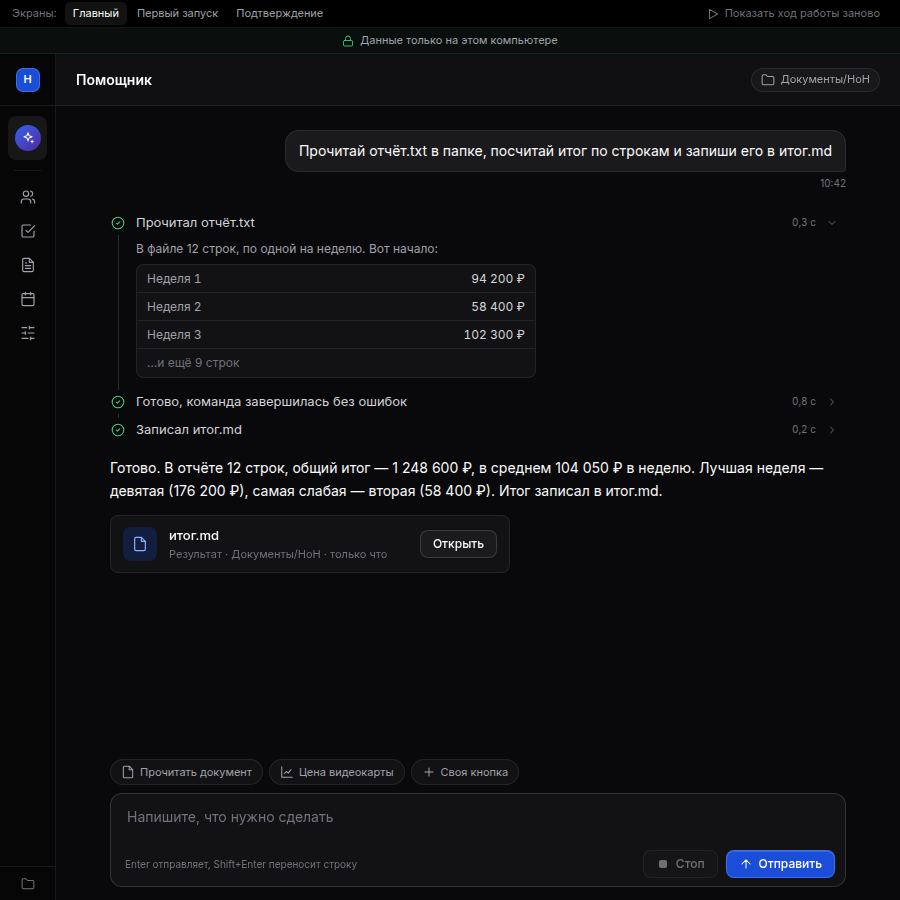 Экраны: Главный Первый запуск Подтверждение Показать ход работы заново
Данные только на этом компьютере
H Помощник Документы/HoH
Прочитай отчёт.txt в папке, посчитай итог по строкам и запиши его в итог.md
10:42
Прочитал отчёт.txt 0,3 с
В файле 12 строк, по одной на неделю. Вот начало:
Неделя 1 94 200 ₽
Неделя 2 58 400 ₽
Неделя 3 102 300 ₽
...и ещё 9 строк
Готово, команда завершилась без ошибок 0,8 с
Записал итог.md 0,2 с
Готово. В отчёте 12 строк, общий итог — 1 248 600 ₽, в среднем 104 050 ₽ в неделю. Лучшая неделя —
девятая (176 200 ₽), самая слабая — вторая (58 400 ₽). Итог записал в итог.md.
итог.md
Результат · Документы/HoH · только что
Открыть
Прочитать документ Цена видеокарты Своя кнопка
Напишите, что нужно сделать
Enter отправляет, Shift+Enter переносит строку Стоп Отправить